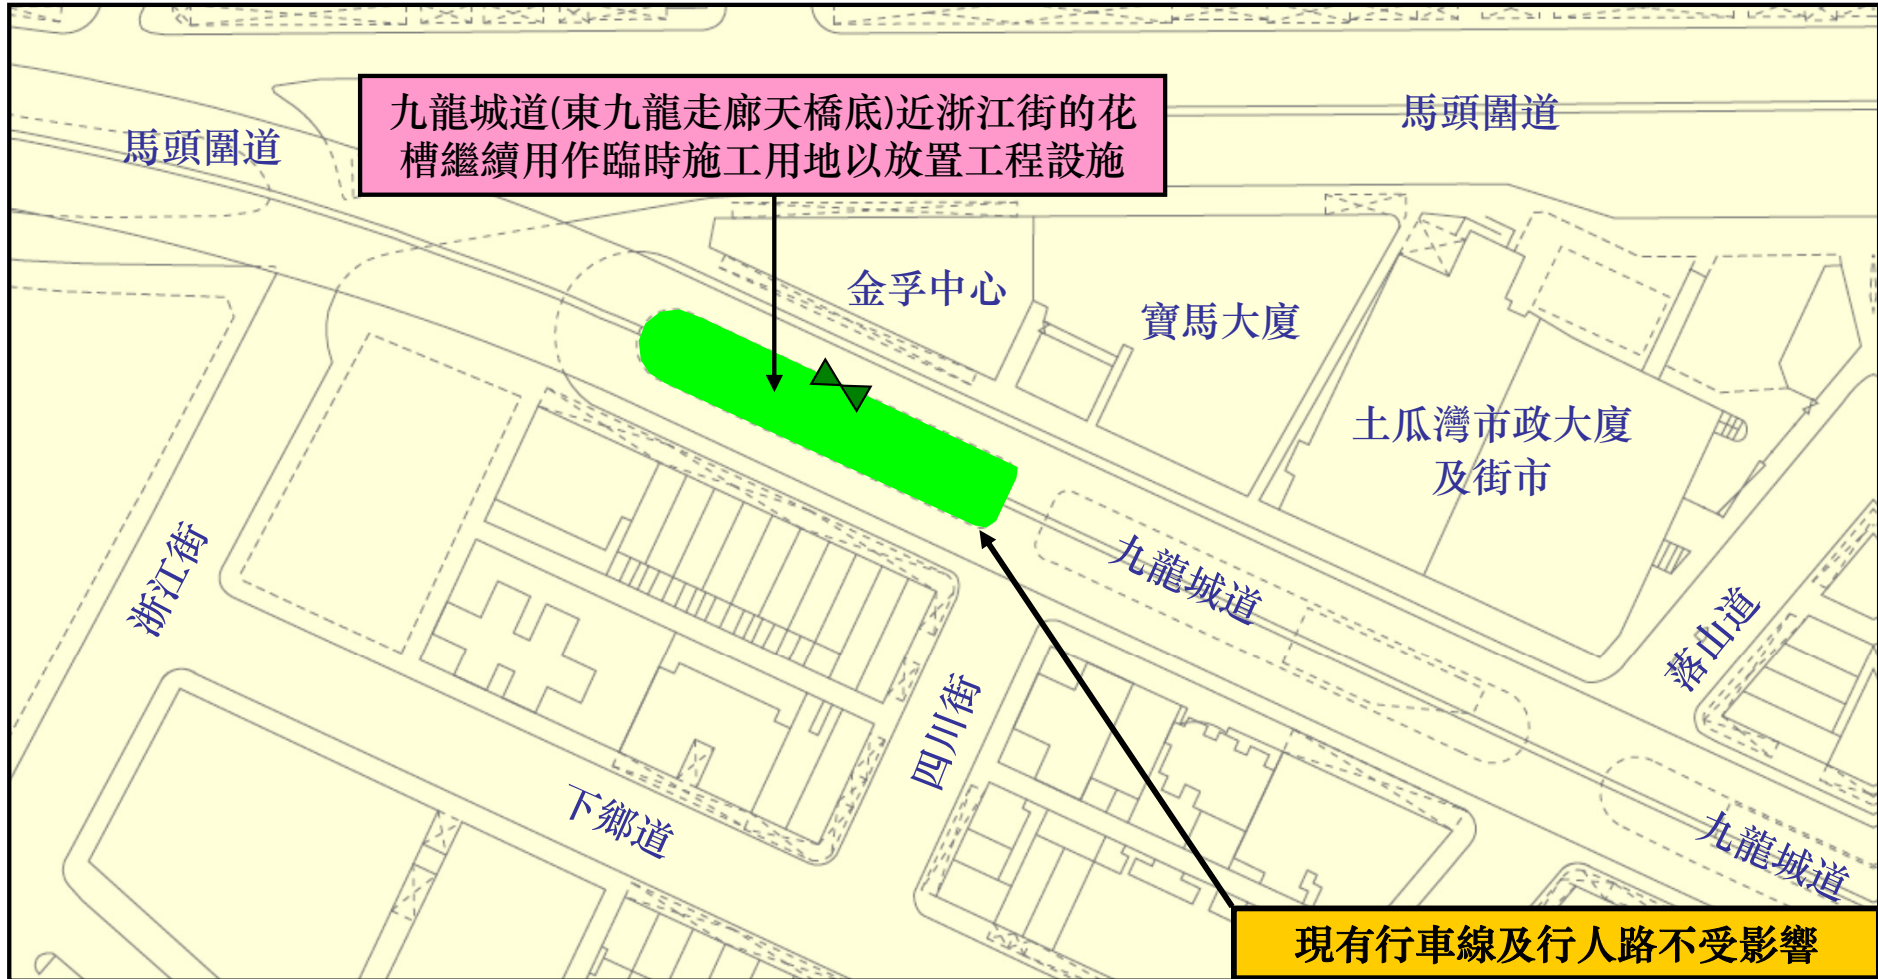 九龍城道(東九龍走廊天橋底)近浙江街的花
槽繼續用作臨時施工用地以放置工程設施
馬頭圍道
馬頭圍道
金孚中心
寶馬大廈
土瓜灣市政大廈
及街市
浙江街
九龍城道
落山道
四川街
下鄉道
九龍城道
現有行車線及行人路不受影響